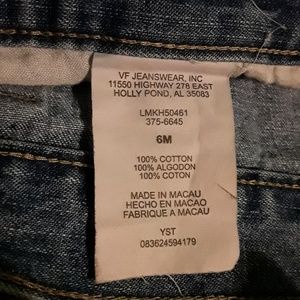 VF JEANSWEAR, INC
11550 HIGHWAY 278 EAST
HOLLY POND, AL 35083
LMKH50461
375-6645
6M
100% COTTON
100% ALGODON
100% COTON
MADE IN MACAU
HECHO EN MACAO
FABRIQUE A MACAU
YST
083624594179